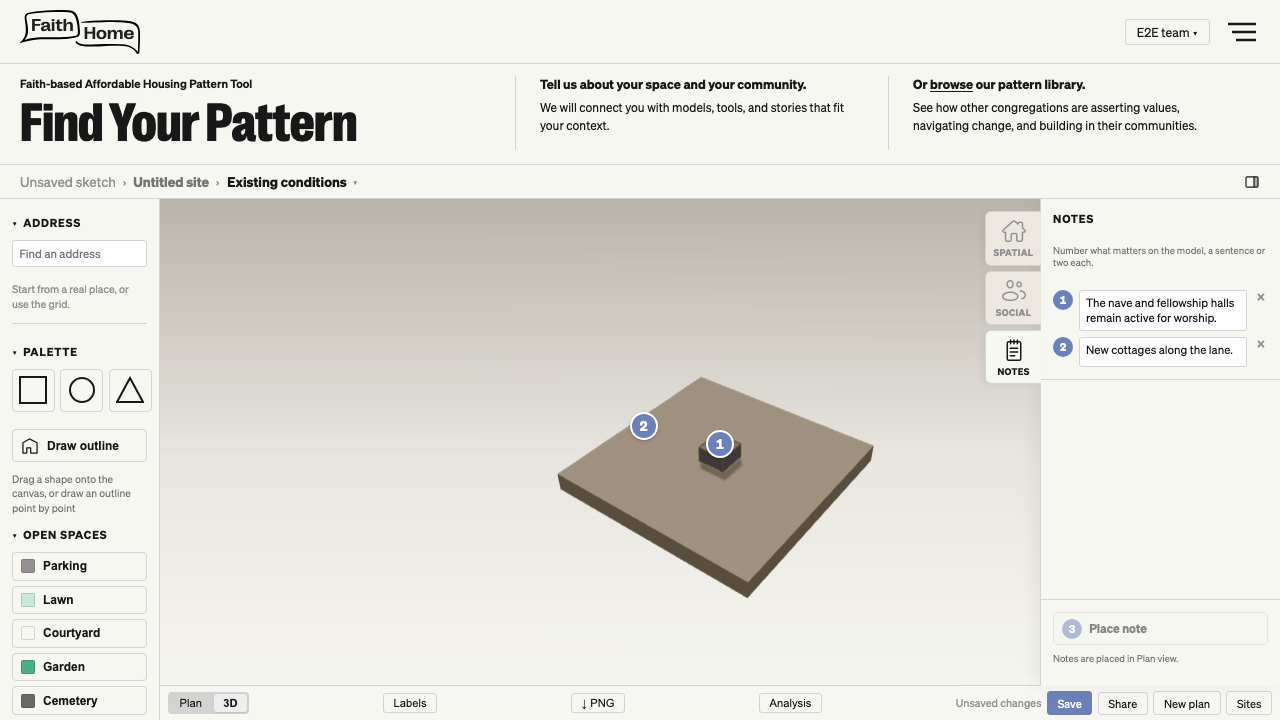 Faith
Home
E2E team ▾
Faith-based Affordable Housing Pattern Tool
Find Your Pattern
Tell us about your space and your community.
We will connect you with models, tools, and stories that fit
your context.
Or browse our pattern library.
See how other congregations are asserting values,
navigating change, and building in their communities.
Unsaved sketch › Untitled site › Existing conditions ▾
▾ ADDRESS
Find an address
Start from a real place, or
use the grid.
▾ PALETTE
Draw outline
Drag a shape onto the
canvas, or draw an outline
point by point
▾ OPEN SPACES
Parking
Lawn
Courtyard
Garden
Cemetery
2
1
SPATIAL
SOCIAL
NOTES
NOTES
Number what matters on the model, a sentence or
two each.
1 The nave and fellowship halls
remain active for worship. ×
2 New cottages along the lane. ×
3 Place note
Notes are placed in Plan view.
Plan 3D
Labels
↓ PNG
Analysis
Unsaved changes
Save
Share
New plan
Sites